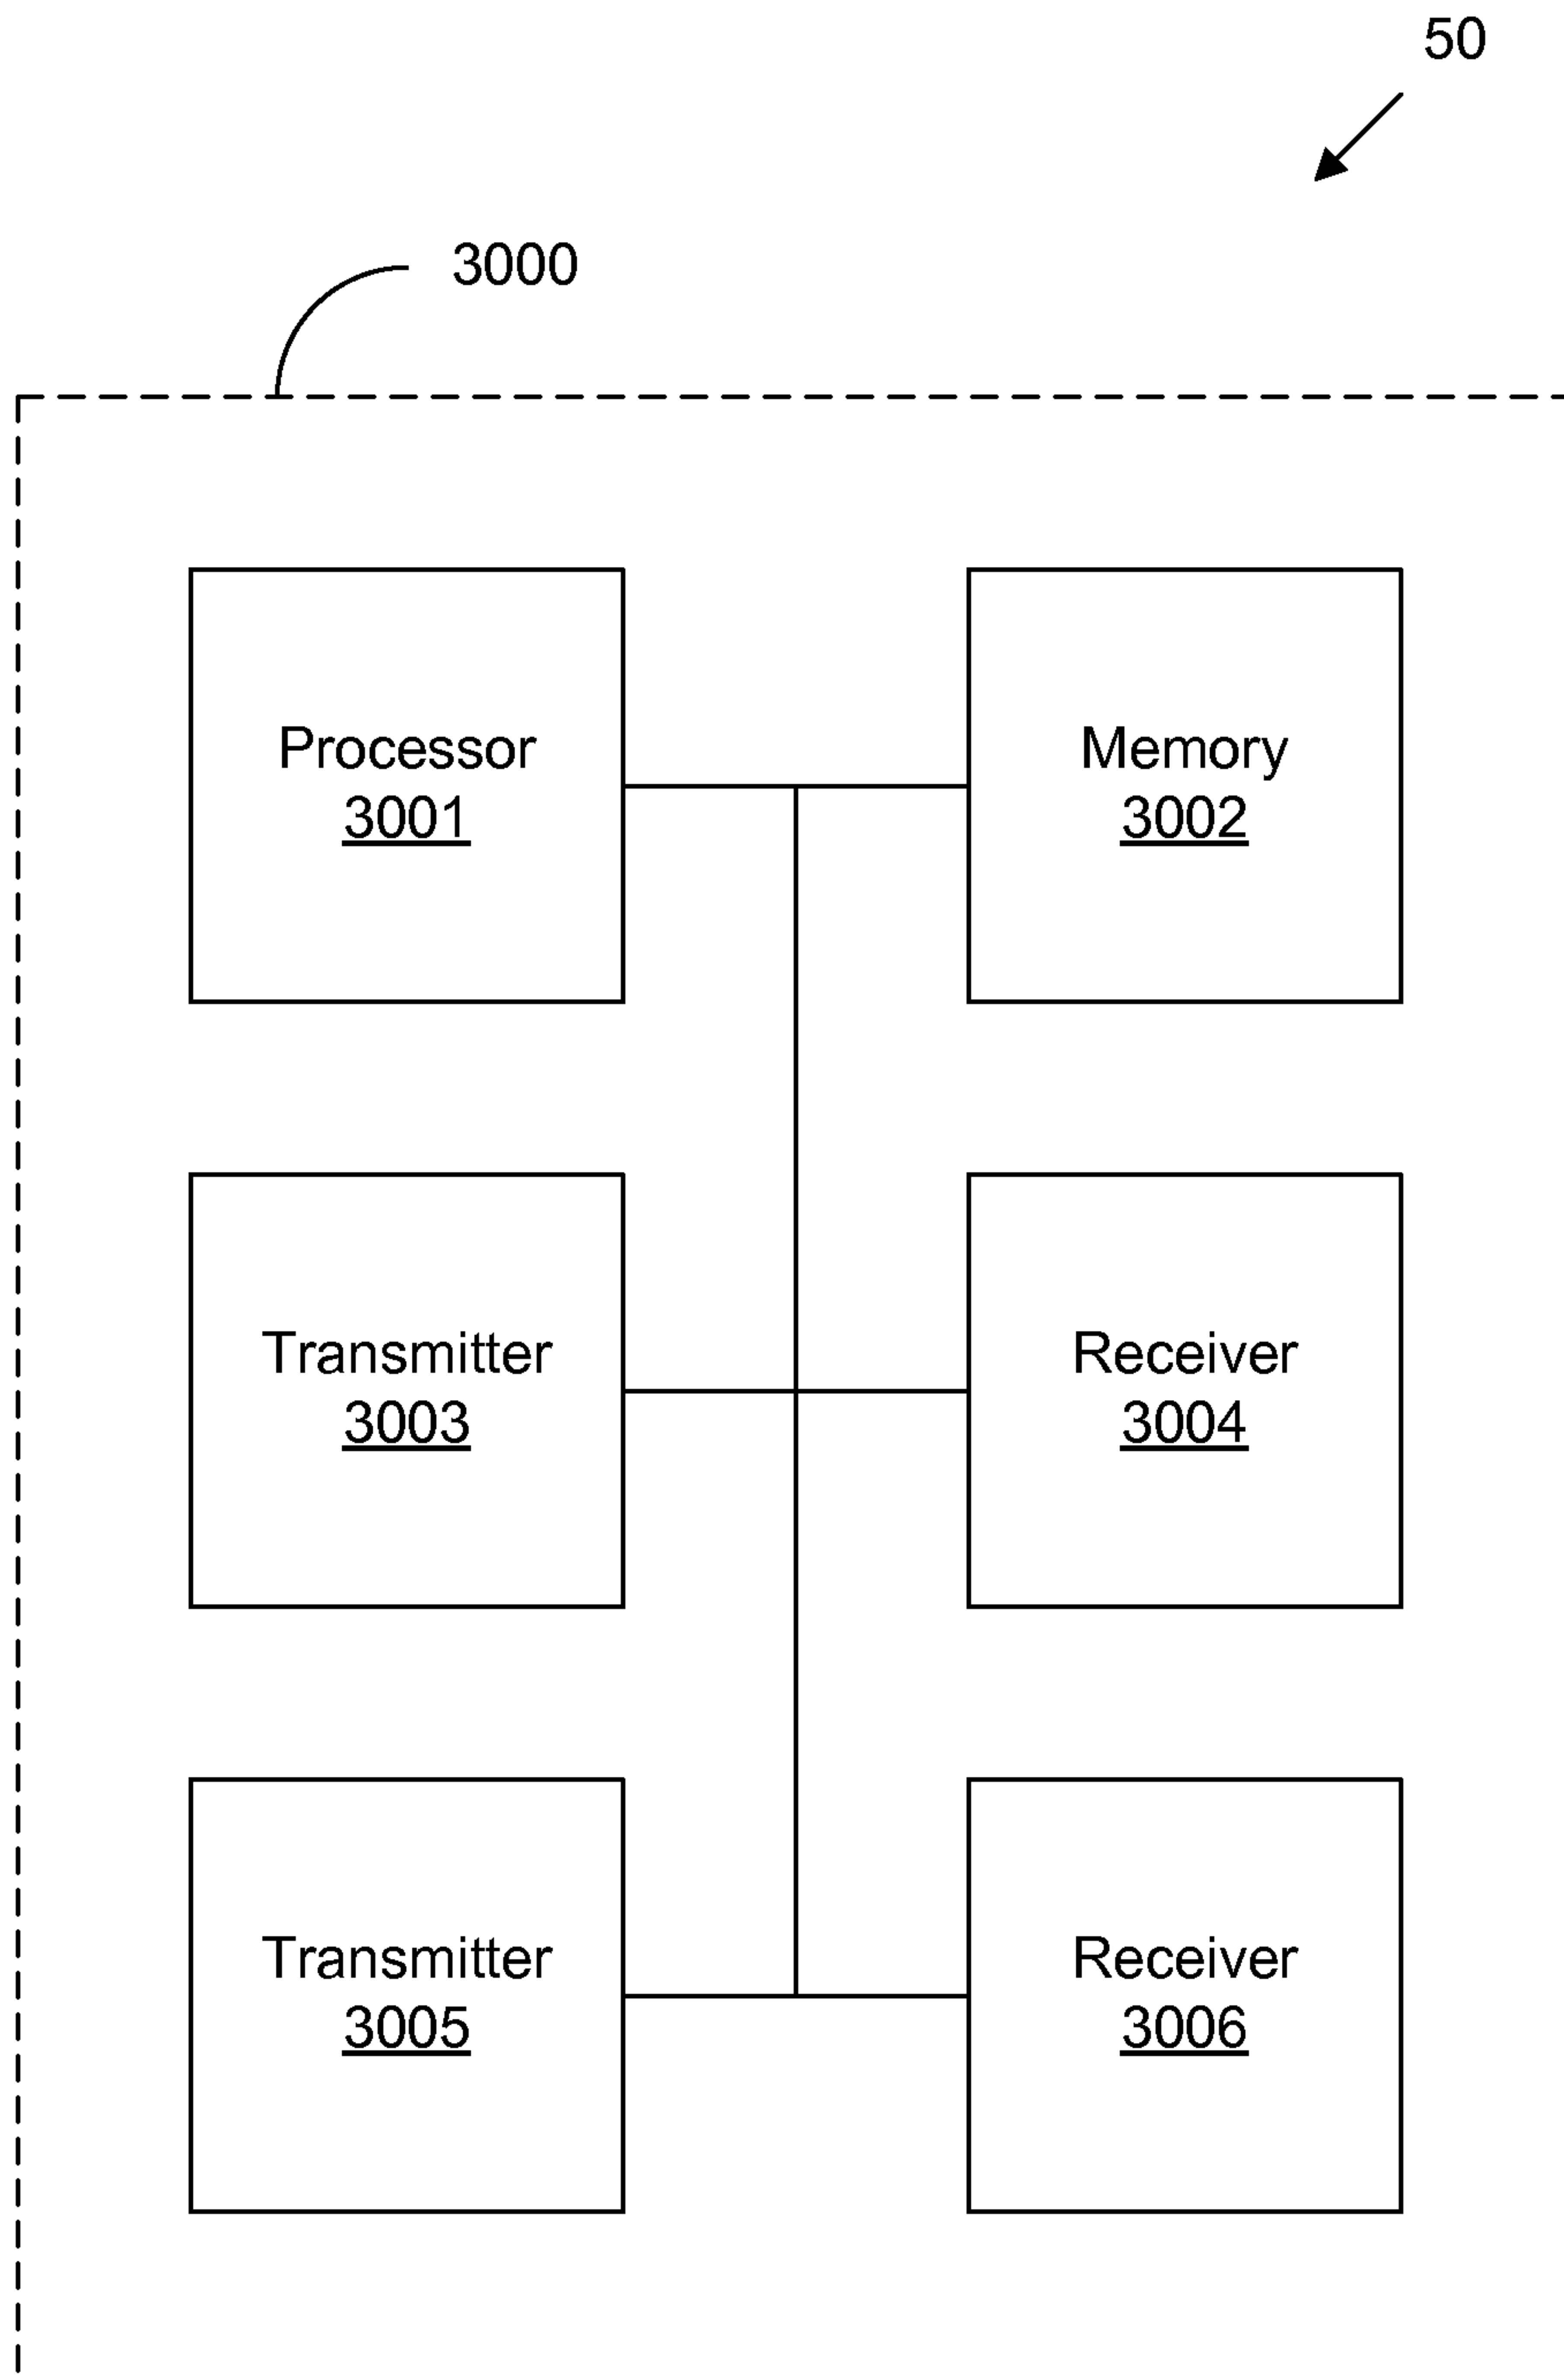 50
3000
Processor
3001
Memory
3002
Transmitter
3003
Receiver
3004
Transmitter
3005
Receiver
3006